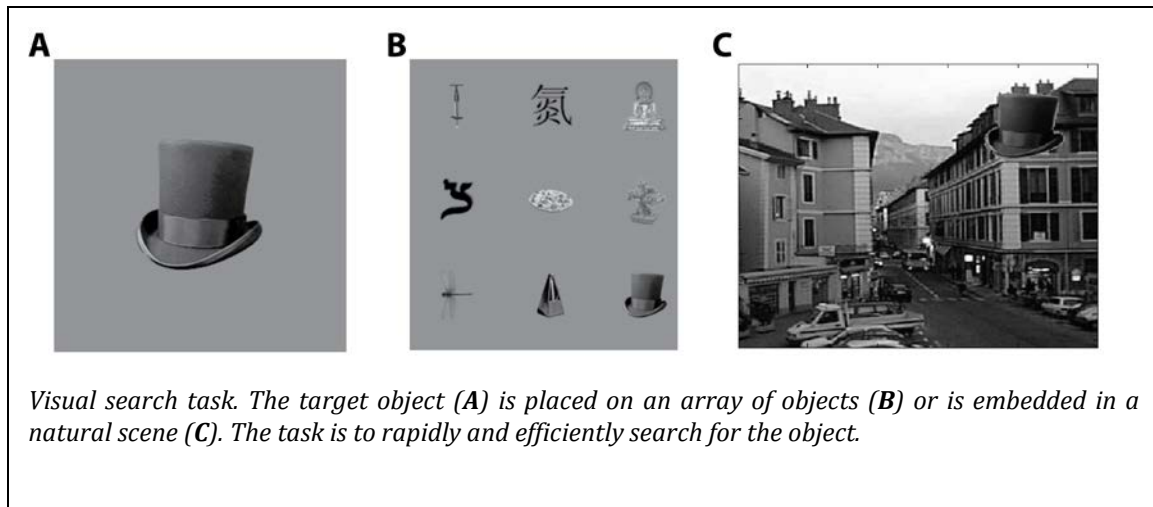 A
B
C
氮
Visual search task. The target object (A) is placed on an array of objects (B) or is embedded in a
natural scene (C). The task is to rapidly and efficiently search for the object.